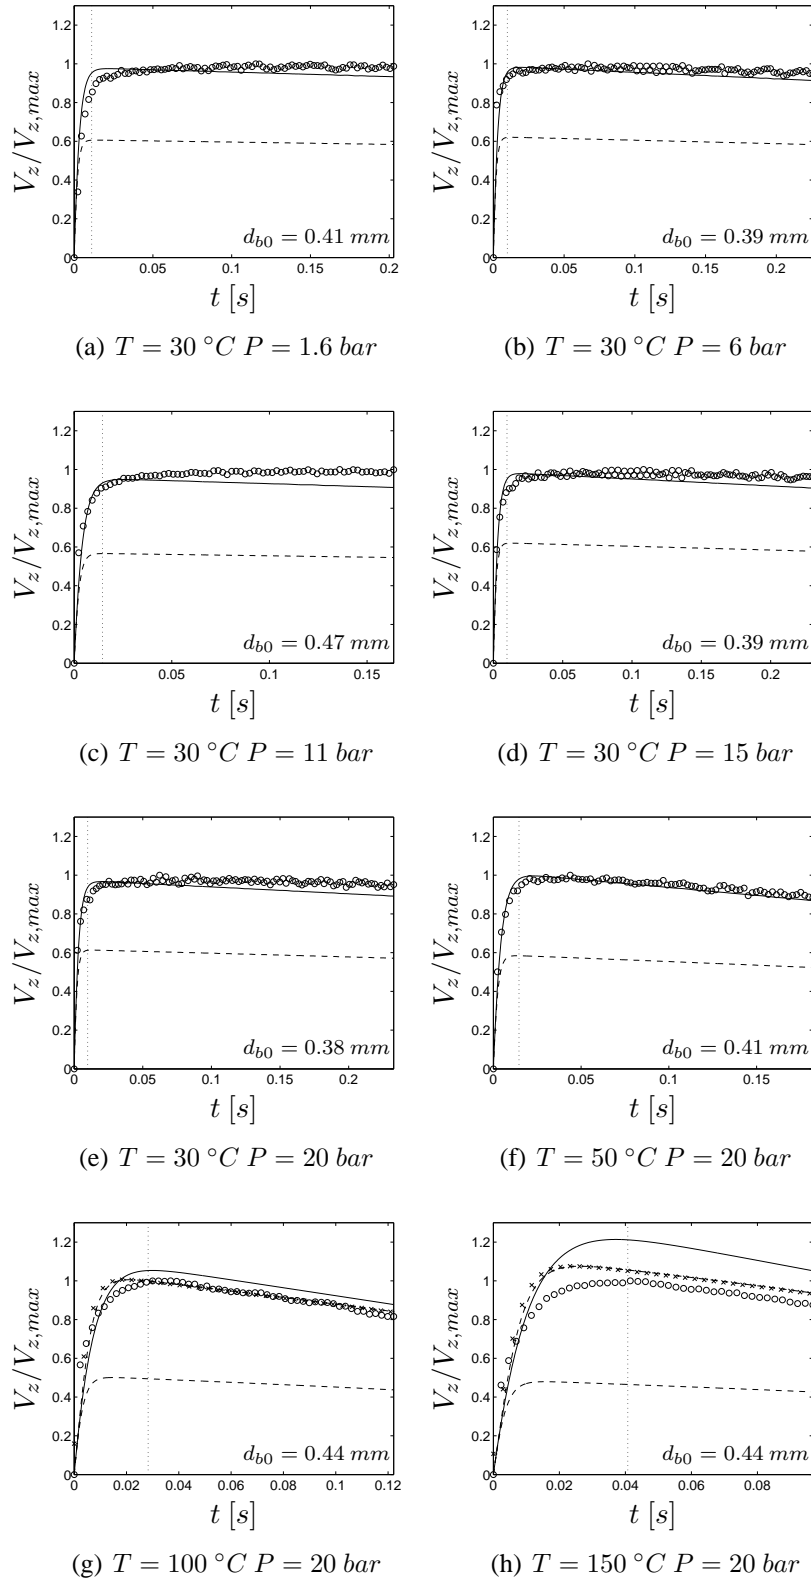 1.2
1
0.8
0.6
0.4
0.2
0
V_z/V_{z,max}
d_{b0} = 0.41 mm
0 0.05 0.1 0.15 0.2
t [s]
(a) T = 30 °C P = 1.6 bar
1.2
1
0.8
0.6
0.4
0.2
0
V_z/V_{z,max}
d_{b0} = 0.39 mm
0 0.05 0.1 0.15 0.2
t [s]
(b) T = 30 °C P = 6 bar
1.2
1
0.8
0.6
0.4
0.2
0
V_z/V_{z,max}
d_{b0} = 0.47 mm
0 0.05 0.1 0.15
t [s]
(c) T = 30 °C P = 11 bar
1.2
1
0.8
0.6
0.4
0.2
0
V_z/V_{z,max}
d_{b0} = 0.39 mm
0 0.05 0.1 0.15 0.2
t [s]
(d) T = 30 °C P = 15 bar
1.2
1
0.8
0.6
0.4
0.2
0
V_z/V_{z,max}
d_{b0} = 0.38 mm
0 0.05 0.1 0.15 0.2
t [s]
(e) T = 30 °C P = 20 bar
1.2
1
0.8
0.6
0.4
0.2
0
V_z/V_{z,max}
d_{b0} = 0.41 mm
0 0.05 0.1 0.15
t [s]
(f) T = 50 °C P = 20 bar
1.2
1
0.8
0.6
0.4
0.2
0
V_z/V_{z,max}
d_{b0} = 0.44 mm
0 0.02 0.04 0.06 0.08 0.1 0.12
t [s]
(g) T = 100 °C P = 20 bar
1.2
1
0.8
0.6
0.4
0.2
0
V_z/V_{z,max}
d_{b0} = 0.44 mm
0 0.02 0.04 0.06 0.08
t [s]
(h) T = 150 °C P = 20 bar